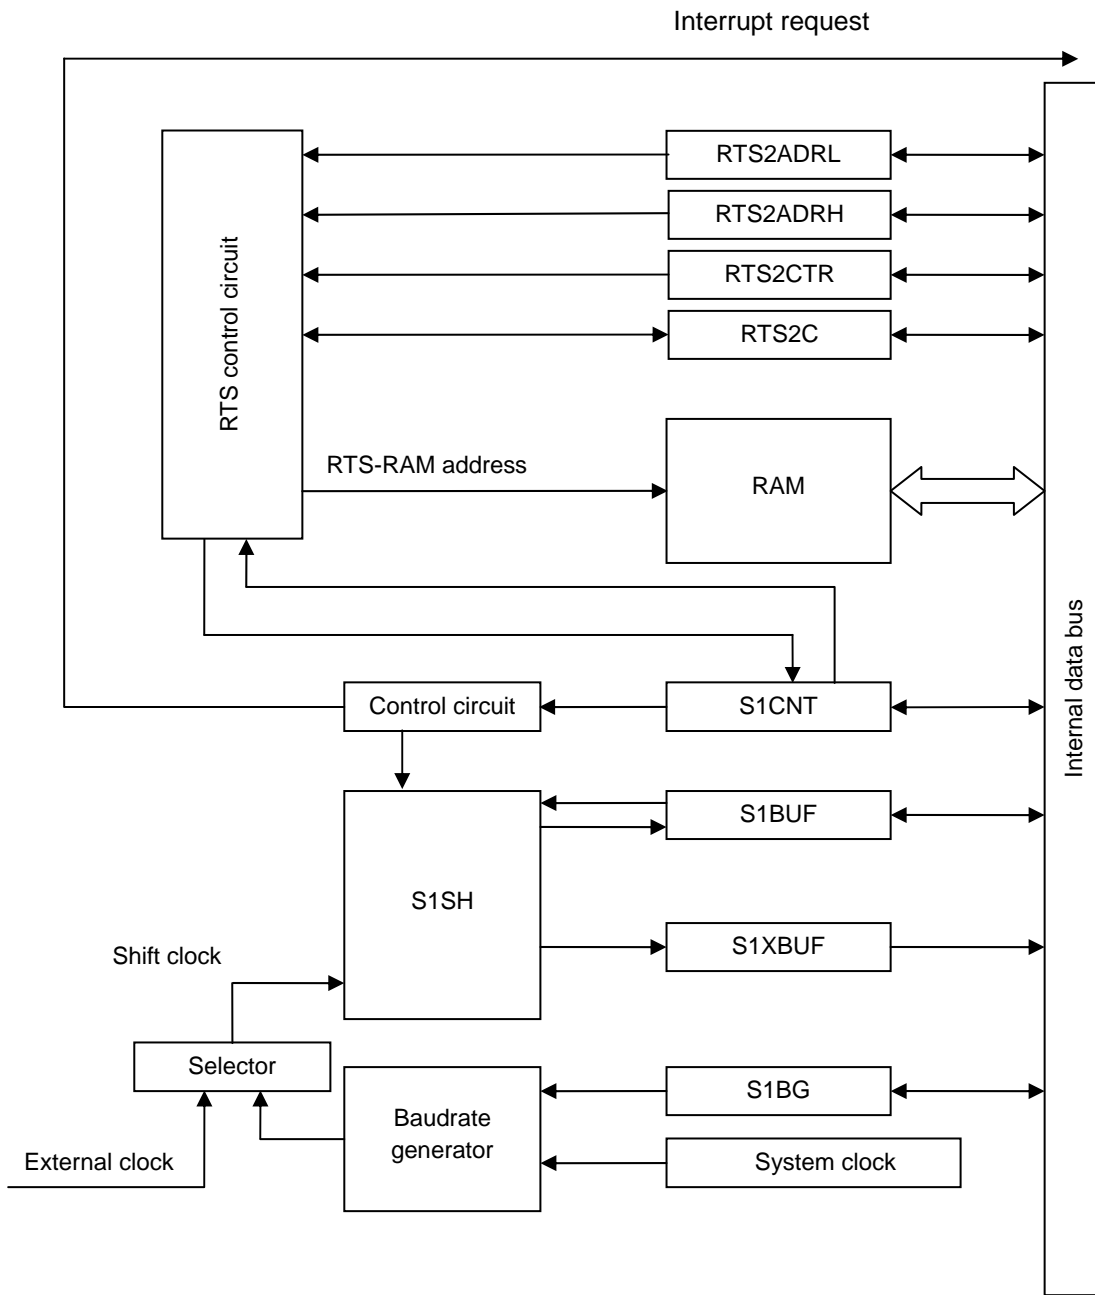 Interrupt request
RTS2ADRL
RTS2ADRH
RTS2CTR
RTS2C
RTS control circuit
RTS-RAM address
RAM
Internal data bus
Control circuit
S1CNT
S1BUF
S1SH
S1XBUF
Shift clock
Selector
S1BG
Baudrate
generator
System clock
External clock